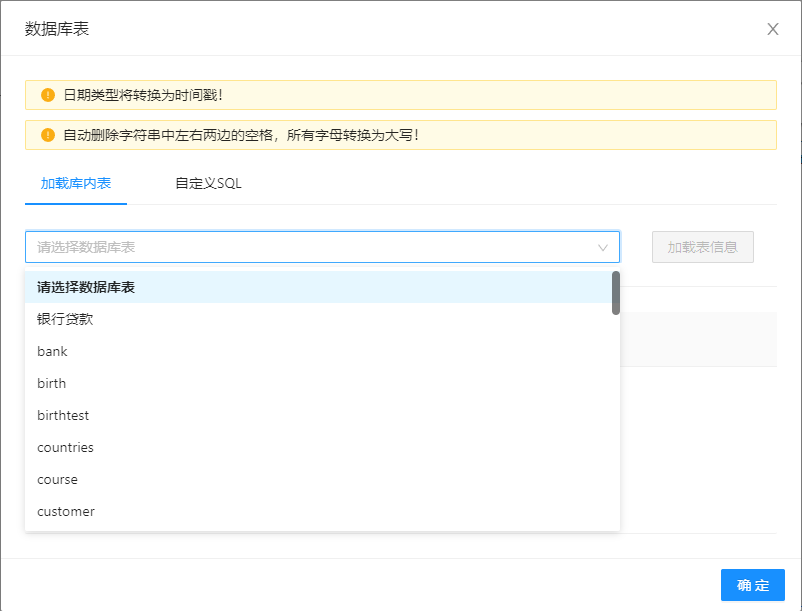 数据库表
日期类型将转换为时间戳!
自动删除字符串中左右两边的空格，所有字母转换为大写!
加载库内表 自定义SQL
请选择数据库表 加载表信息
请选择数据库表
银行贷款
bank
birth
birthtest
countries
course
customer
确定